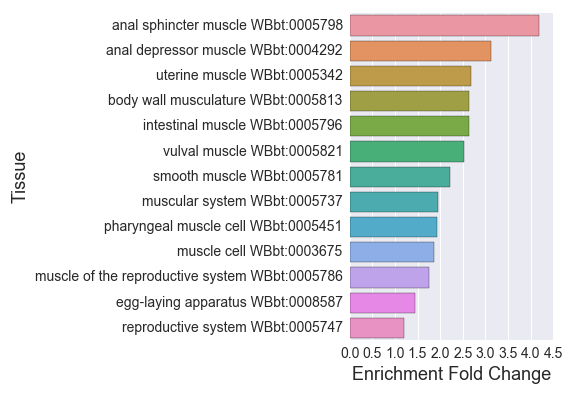 anal sphincter muscle WBbt:0005798
anal depressor muscle WBbt:0004292
uterine muscle WBbt:0005342
body wall musculature WBbt:0005813
intestinal muscle WBbt:0005796
vulval muscle WBbt:0005821
smooth muscle WBbt:0005781
muscular system WBbt:0005737
pharyngeal muscle cell WBbt:0005451
muscle cell WBbt:0003675
muscle of the reproductive system WBbt:0005786
egg-laying apparatus WBbt:0008587
reproductive system WBbt:0005747
Tissue
0.0 0.5 1.0 1.5 2.0 2.5 3.0 3.5 4.0 4.5
Enrichment Fold Change